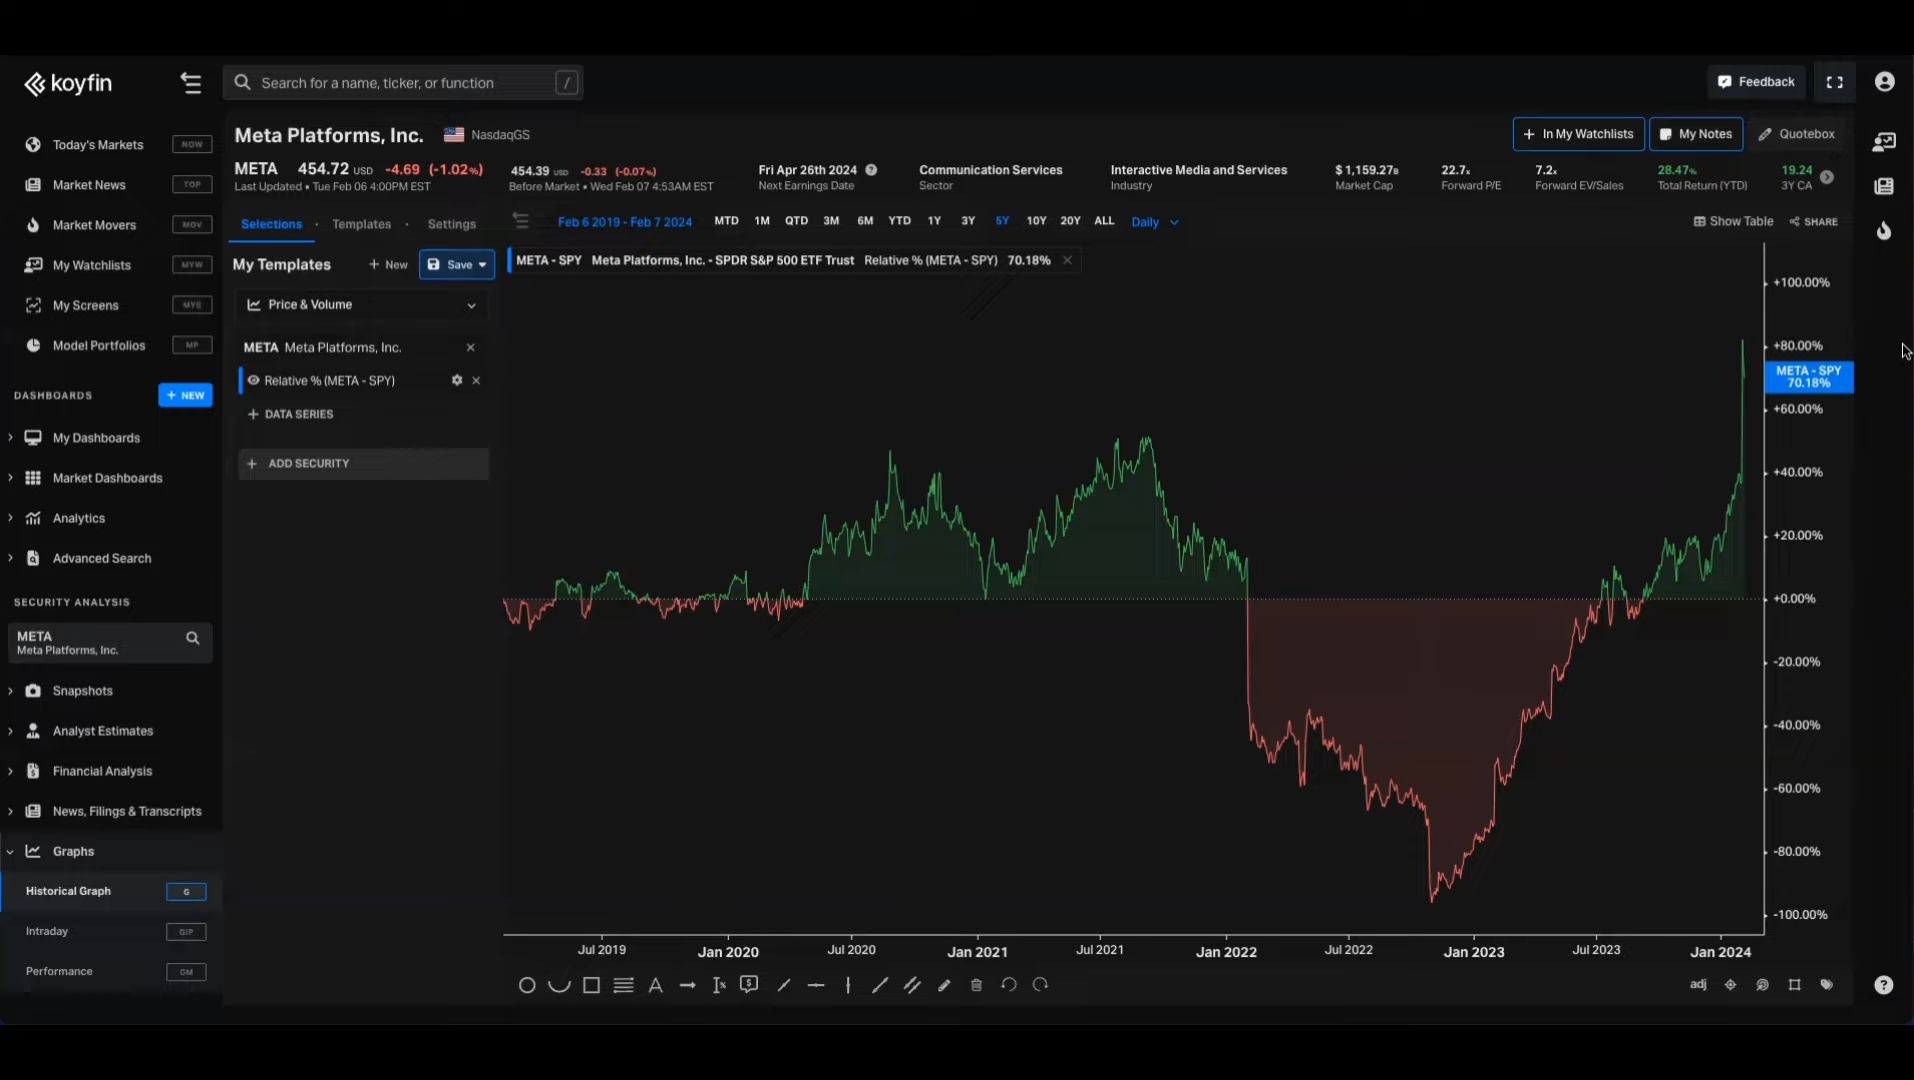 koyfin
Search for a name, ticker, or function /
Feedback
Today's Markets NOW
Market News TOP
Market Movers MOV
My Watchlists MYW
My Screens MYS
Model Portfolios MP
DASHBOARDS + NEW
My Dashboards
Market Dashboards
Analytics
Advanced Search
SECURITY ANALYSIS
META
Meta Platforms, Inc.
Snapshots
Analyst Estimates
Financial Analysis
News, Filings & Transcripts
Graphs
Historical Graph G
Intraday GIP
Performance GM
Meta Platforms, Inc. NasdaqGS
+ In My Watchlists My Notes Quotebox
META 454.72 USD -4.69 (-1.02%)
Last Updated • Tue Feb 06 4:00PM EST
454.39 USD -0.33 (-0.07%)
Before Market • Wed Feb 07 4:53AM EST
Fri Apr 26th 2024 ?
Next Earnings Date
Communication Services
Sector
Interactive Media and Services
Industry
$ 1,159.27B
Market Cap
22.7x
Forward P/E
7.2x
Forward EV/Sales
28.47%
Total Return (YTD)
19.24
3Y CA
Selections • Templates • Settings
Feb 6 2019 - Feb 7 2024 MTD 1M QTD 3M 6M YTD 1Y 3Y 5Y 10Y 20Y ALL Daily
Show Table SHARE
My Templates + New Save
Price & Volume
META Meta Platforms, Inc. ×
Relative % (META - SPY) ×
+ DATA SERIES
+ ADD SECURITY
META - SPY Meta Platforms, Inc. - SPDR S&P 500 ETF Trust Relative % (META - SPY) 70.18% ×
+100.00%
+80.00%
META - SPY
70.18%
+60.00%
+40.00%
+20.00%
+0.00%
-20.00%
-40.00%
-60.00%
-80.00%
-100.00%
Jul 2019 Jan 2020 Jul 2020 Jan 2021 Jul 2021 Jan 2022 Jul 2022 Jan 2023 Jul 2023 Jan 2024
A
adj
?